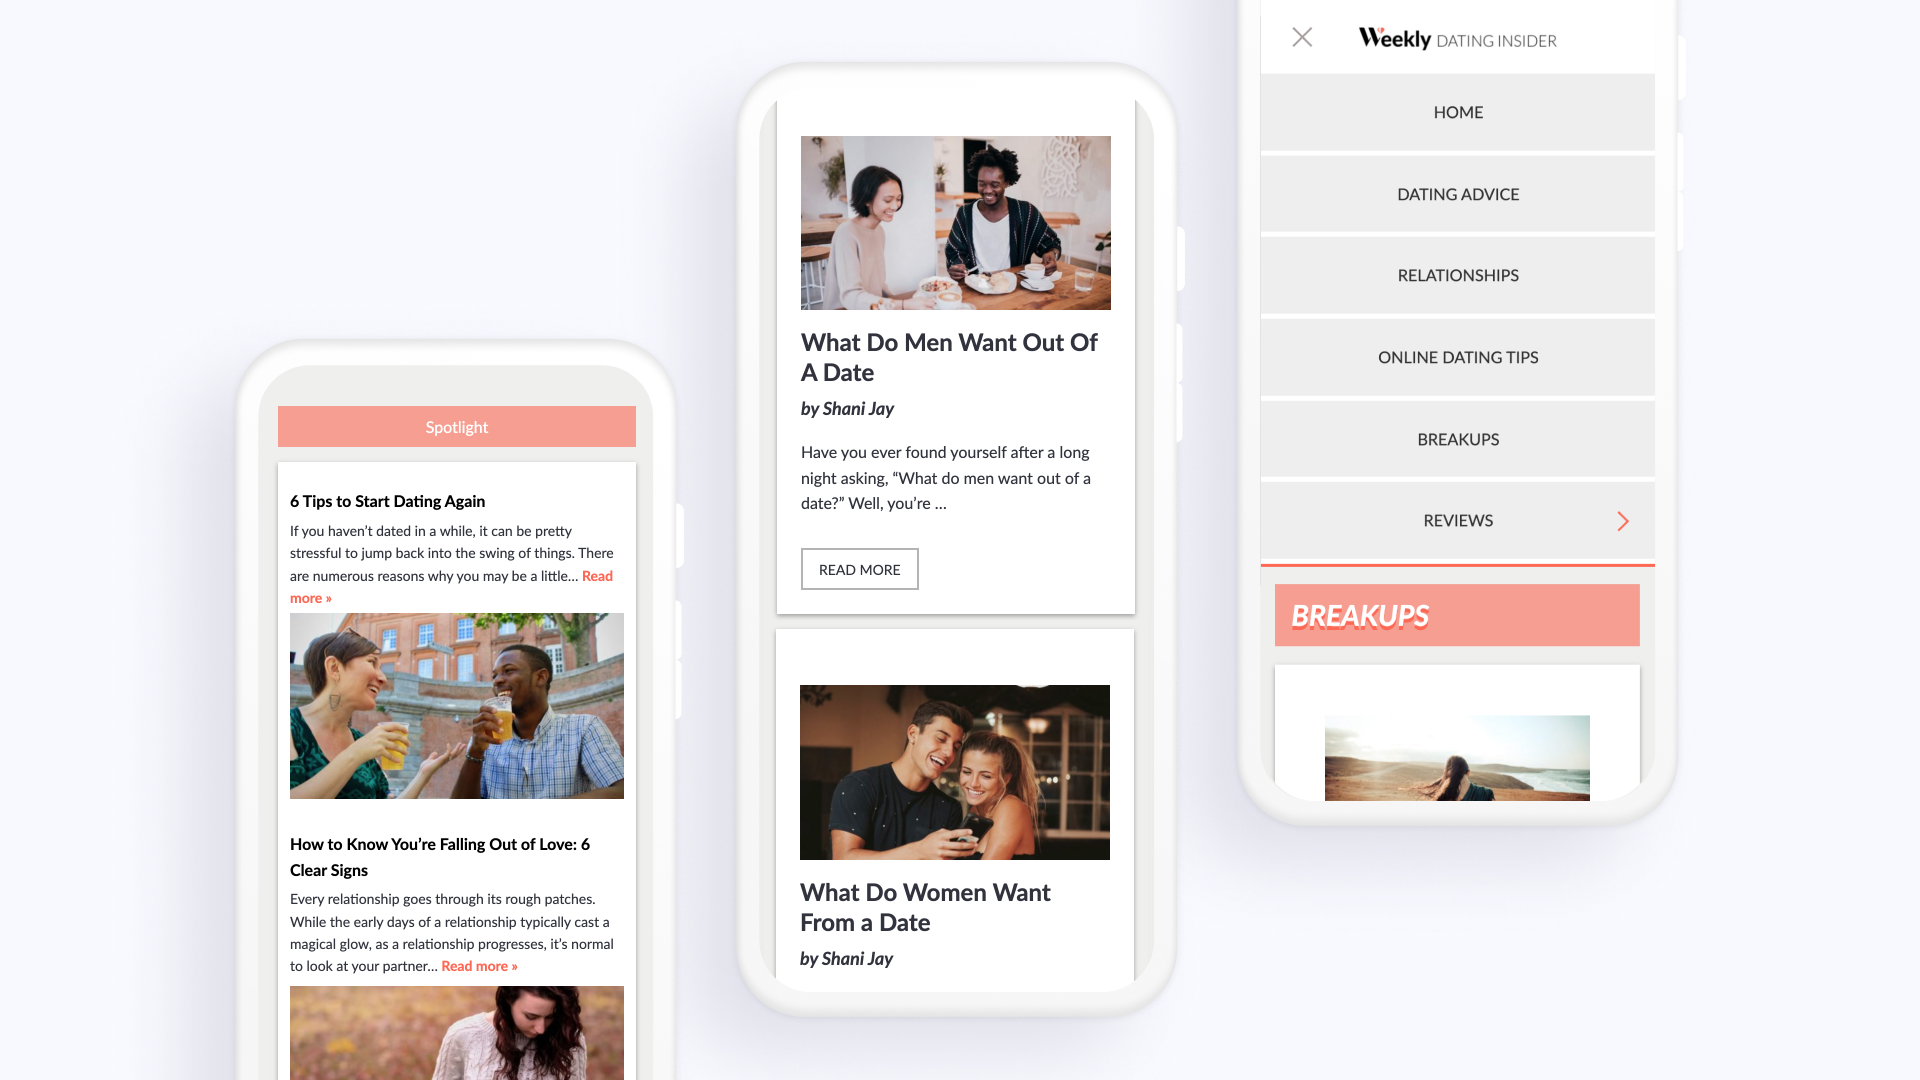 Spotlight
6 Tips to Start Dating Again
If you haven't dated in a while, it can be pretty
stressful to jump back into the swing of things. There
are numerous reasons why you may be a little... Read
more »
How to Know You're Falling Out of Love: 6
Clear Signs
Every relationship goes through its rough patches.
While the early days of a relationship typically cast a
magical glow, as a relationship progresses, it's normal
to look at your partner... Read more »
What Do Men Want Out Of
A Date
by Shani Jay
Have you ever found yourself after a long
night asking, “What do men want out of a
date?” Well, you're ...
READ MORE
What Do Women Want
From a Date
by Shani Jay
Weekly DATING INSIDER
HOME
DATING ADVICE
RELATIONSHIPS
ONLINE DATING TIPS
BREAKUPS
REVIEWS
BREAKUPS